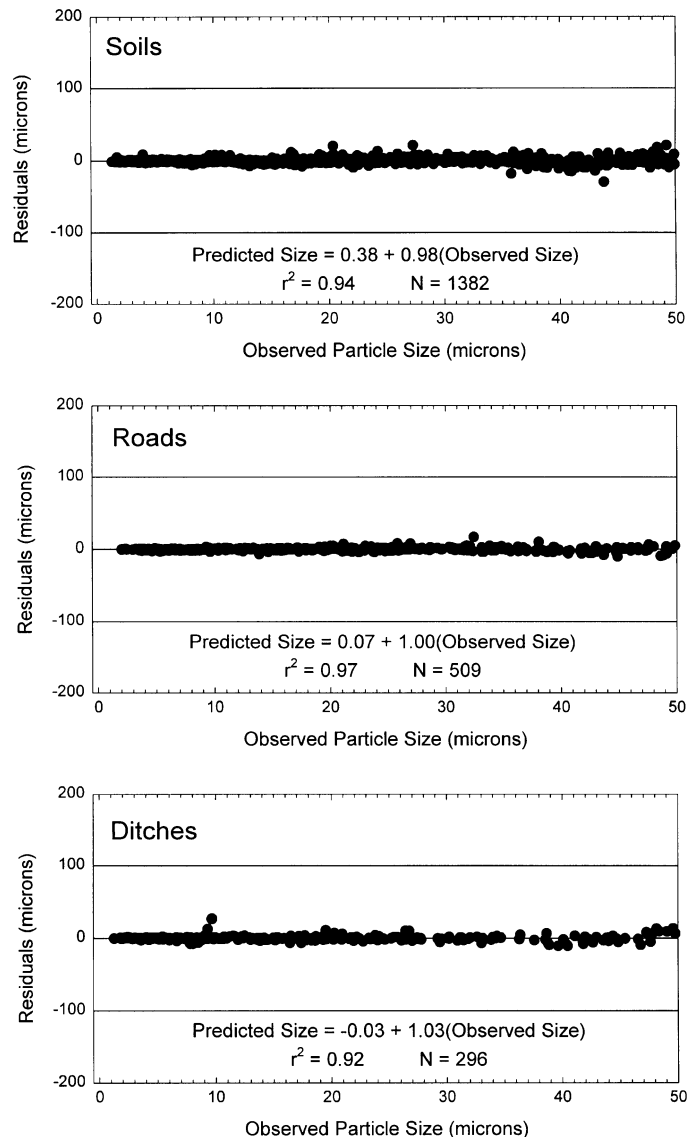 200
Soils
100
0
-100
Predicted Size = 0.38 + 0.98(Observed Size)
r² = 0.94 N = 1382
-200
0 10 20 30 40 50
Residuals (microns)
Observed Particle Size (microns)
200
Roads
100
0
-100
Predicted Size = 0.07 + 1.00(Observed Size)
r² = 0.97 N = 509
-200
0 10 20 30 40 50
Residuals (microns)
Observed Particle Size (microns)
200
Ditches
100
0
-100
Predicted Size = -0.03 + 1.03(Observed Size)
r² = 0.92 N = 296
-200
0 10 20 30 40 50
Residuals (microns)
Observed Particle Size (microns)